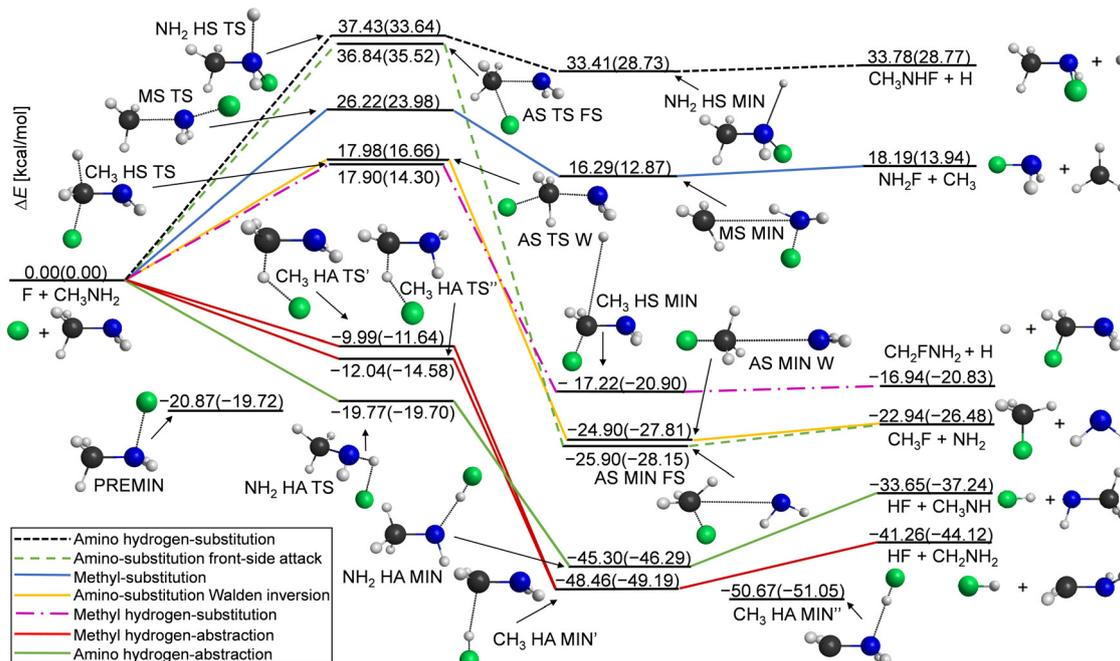 NH₂ HS TS
37.43(33.64)
36.84(35.52)
33.41(28.73)
33.78(28.77)
CH₃NHF + H
+
MS TS
26.22(23.98)
AS TS FS
NH₂ HS MIN
ΔE [kcal/mol]
CH₃ HS TS
17.98(16.66)
17.90(14.30)
16.29(12.87)
18.19(13.94)
NH₂F + CH₃
+
AS TS W
MS MIN
0.00(0.00)
F + CH₃NH₂
+
CH₃ HA TS'
CH₃ HA TS''
CH₃ HS MIN
−9.99(−11.64)
−12.04(−14.58)
AS MIN W
CH₂FNH₂ + H
+
−17.22(−20.90)
−16.94(−20.83)
−20.87(−19.72)
−19.77(−19.70)
−24.90(−27.81)
−22.94(−26.48)
CH₃F + NH₂
+
−25.90(−28.15)
AS MIN FS
PREMIN
NH₂ HA TS
−33.65(−37.24)
HF + CH₃NH
+
−41.26(−44.12)
HF + CH₂NH₂
+
NH₂ HA MIN
−45.30(−46.29)
−48.46(−49.19)
−50.67(−51.05)
CH₃ HA MIN''
CH₃ HA MIN'
Amino hydrogen-substitution
Amino-substitution front-side attack
Methyl-substitution
Amino-substitution Walden inversion
Methyl hydrogen-substitution
Methyl hydrogen-abstraction
Amino hydrogen-abstraction